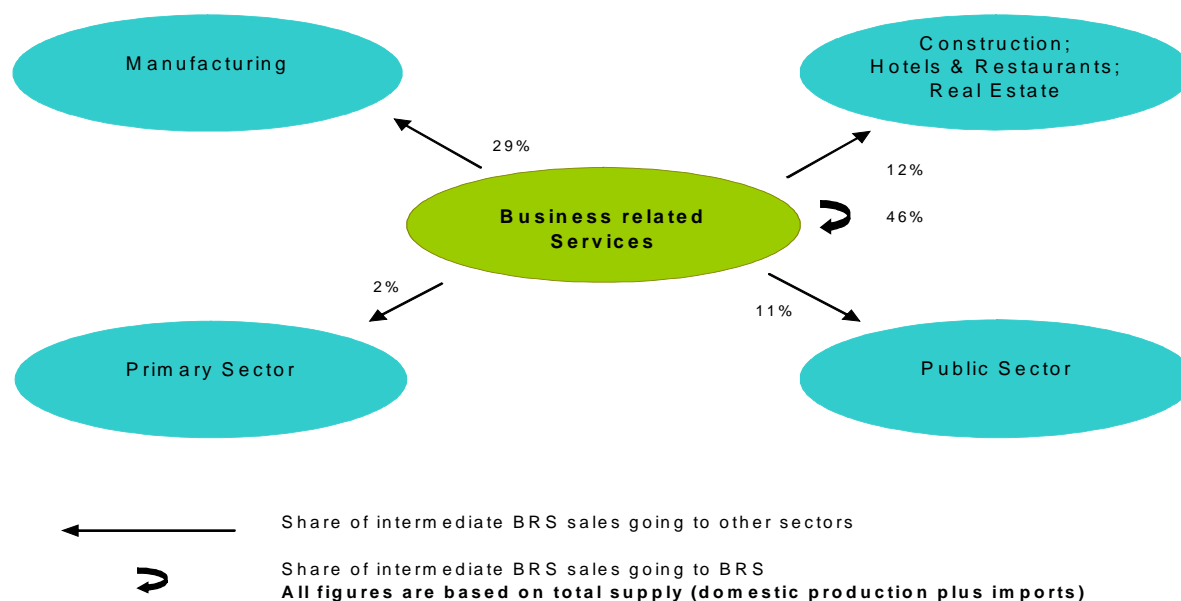 Manufacturing
Construction;
Hotels & Restaurants;
Real Estate
29%
12%
Business related
Services
46%
2%
11%
Primary Sector
Public Sector
Share of intermediate BRS sales going to other sectors
Share of intermediate BRS sales going to BRS
All figures are based on total supply (domestic production plus imports)